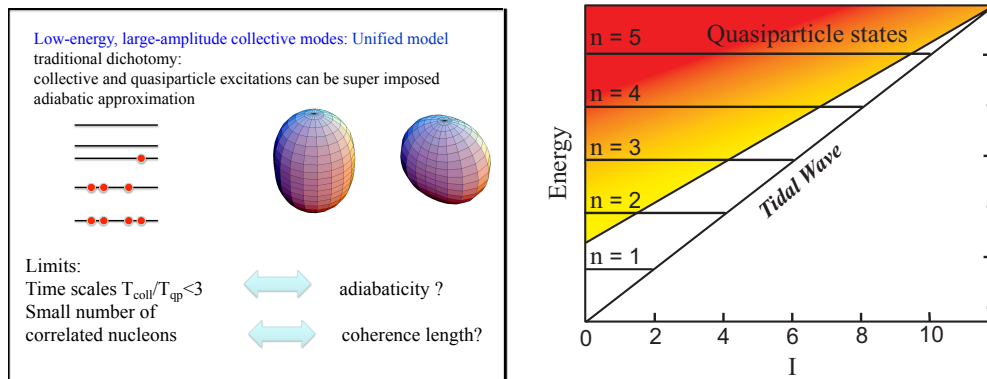 Low-energy, large-amplitude collective modes: Unified model
traditional dichotomy:
collective and quasiparticle excitations can be super imposed
adiabatic approximation
Limits:
Time scales T_coll/T_qp<3
adiabaticity ?
Small number of
correlated nucleons
coherence length?
Energy
n = 5
Quasiparticle states
n = 4
n = 3
n = 2
n = 1
Tidal Wave
0 2 4 6 8 10
I